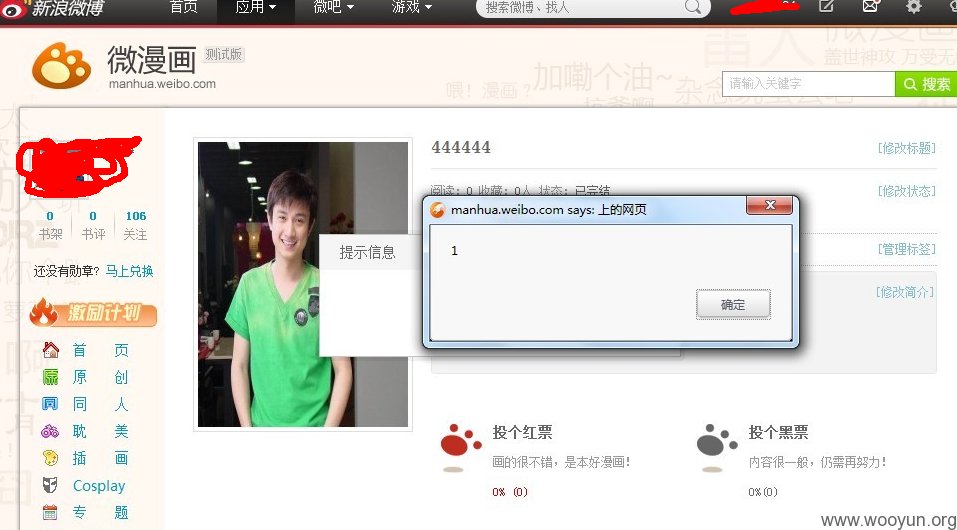 新浪微博 首页 应用 微吧 游戏 搜索微博、找人
微漫画 测试版
manhua.weibo.com
喂！漫画？
加嘞个油~
盖世神功 万受无
请输入关键字 搜索
444444 [修改标题]
阅读: 0 收藏: 0人 状态: 已完结 [修改状态]
0 0 106
书架 书评 关注
manhua.weibo.com says: 上的网页
1
确定
提示信息
[管理标签]
[修改简介]
还没有勋章? 马上兑换
激励计划
首 页
原 创
同 人
耽 美
插 画
Cosplay
专 题
投个红票
画的很不错，是本好漫画！
0% (0)
投个黑票
内容很一般，仍需再努力！
0%(0)
www.wooyun.org